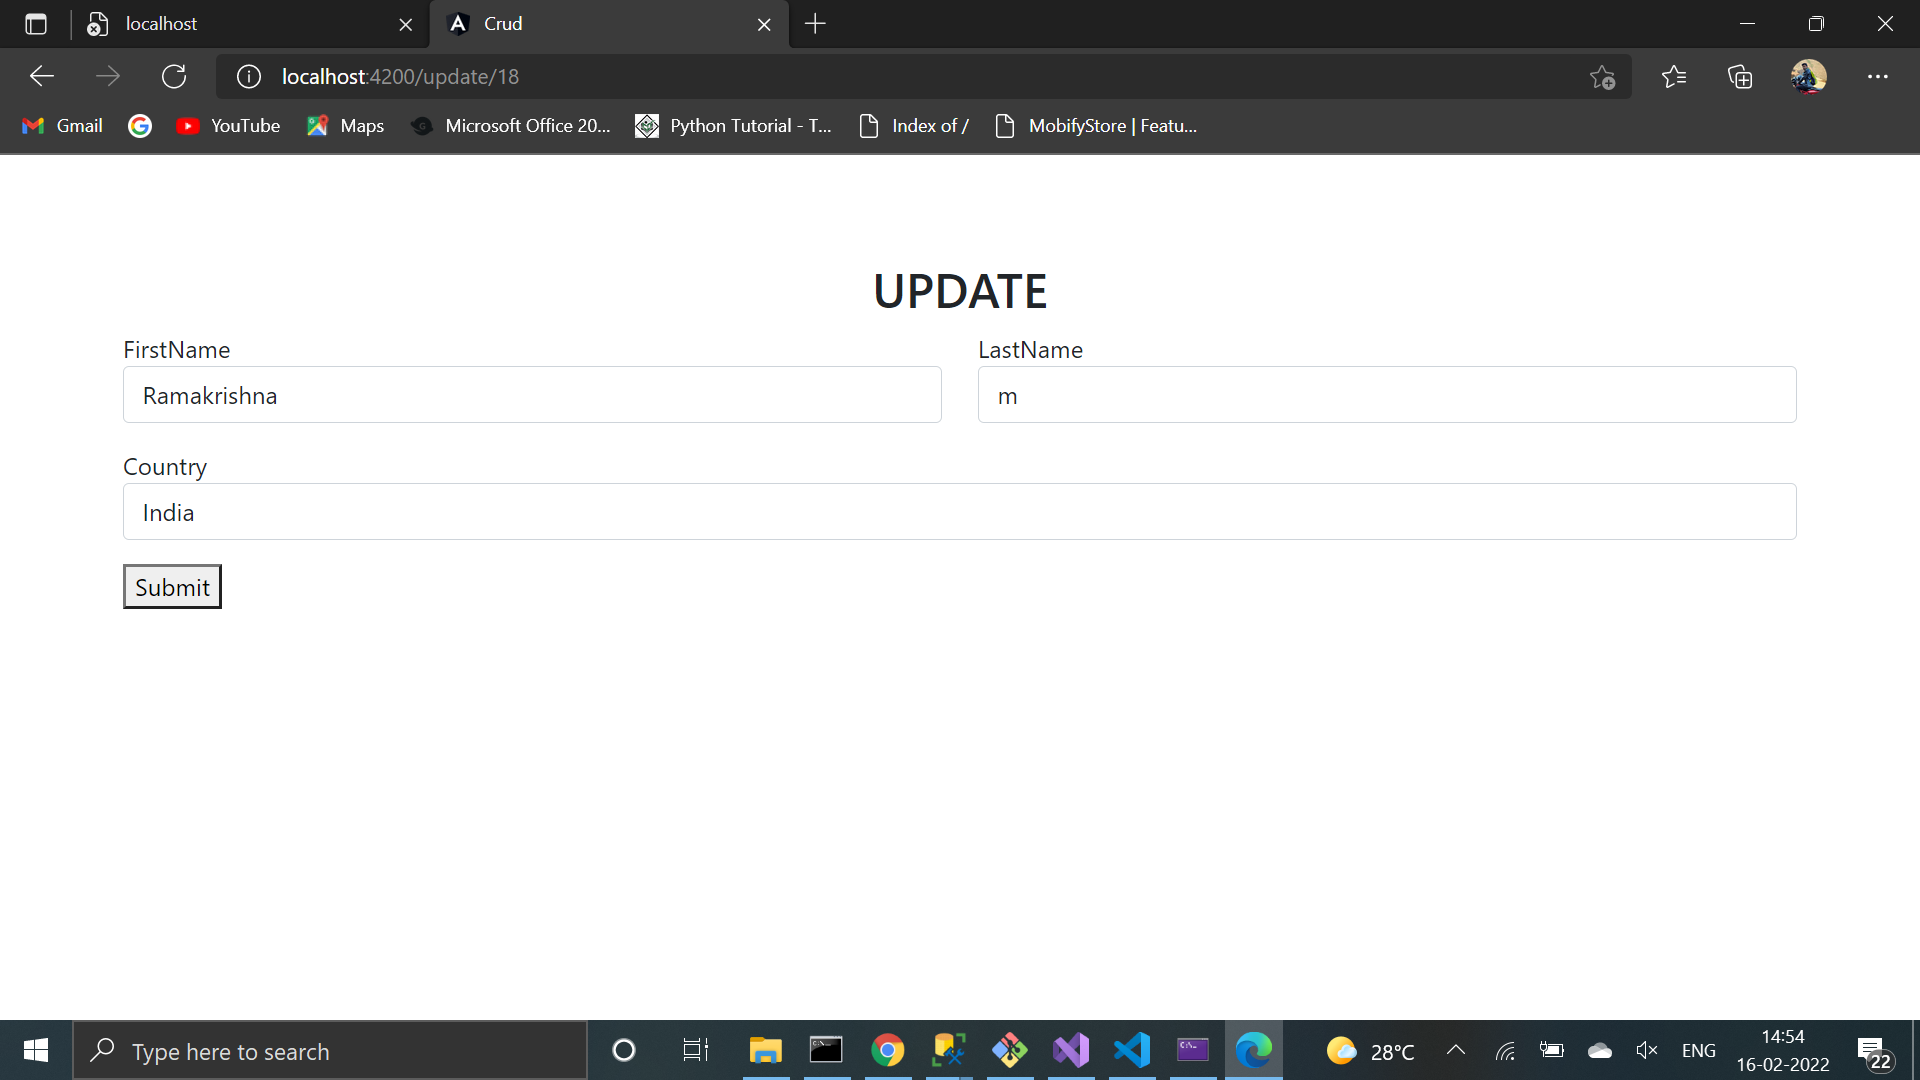 localhost
Crud
localhost:4200/update/18
Gmail
YouTube
Maps
Microsoft Office 20...
Python Tutorial - T...
Index of /
MobifyStore | Featu...
UPDATE
FirstName
LastName
Ramakrishna
m
Country
India
Submit
Type here to search
28°C
ENG
14:54
16-02-2022
22